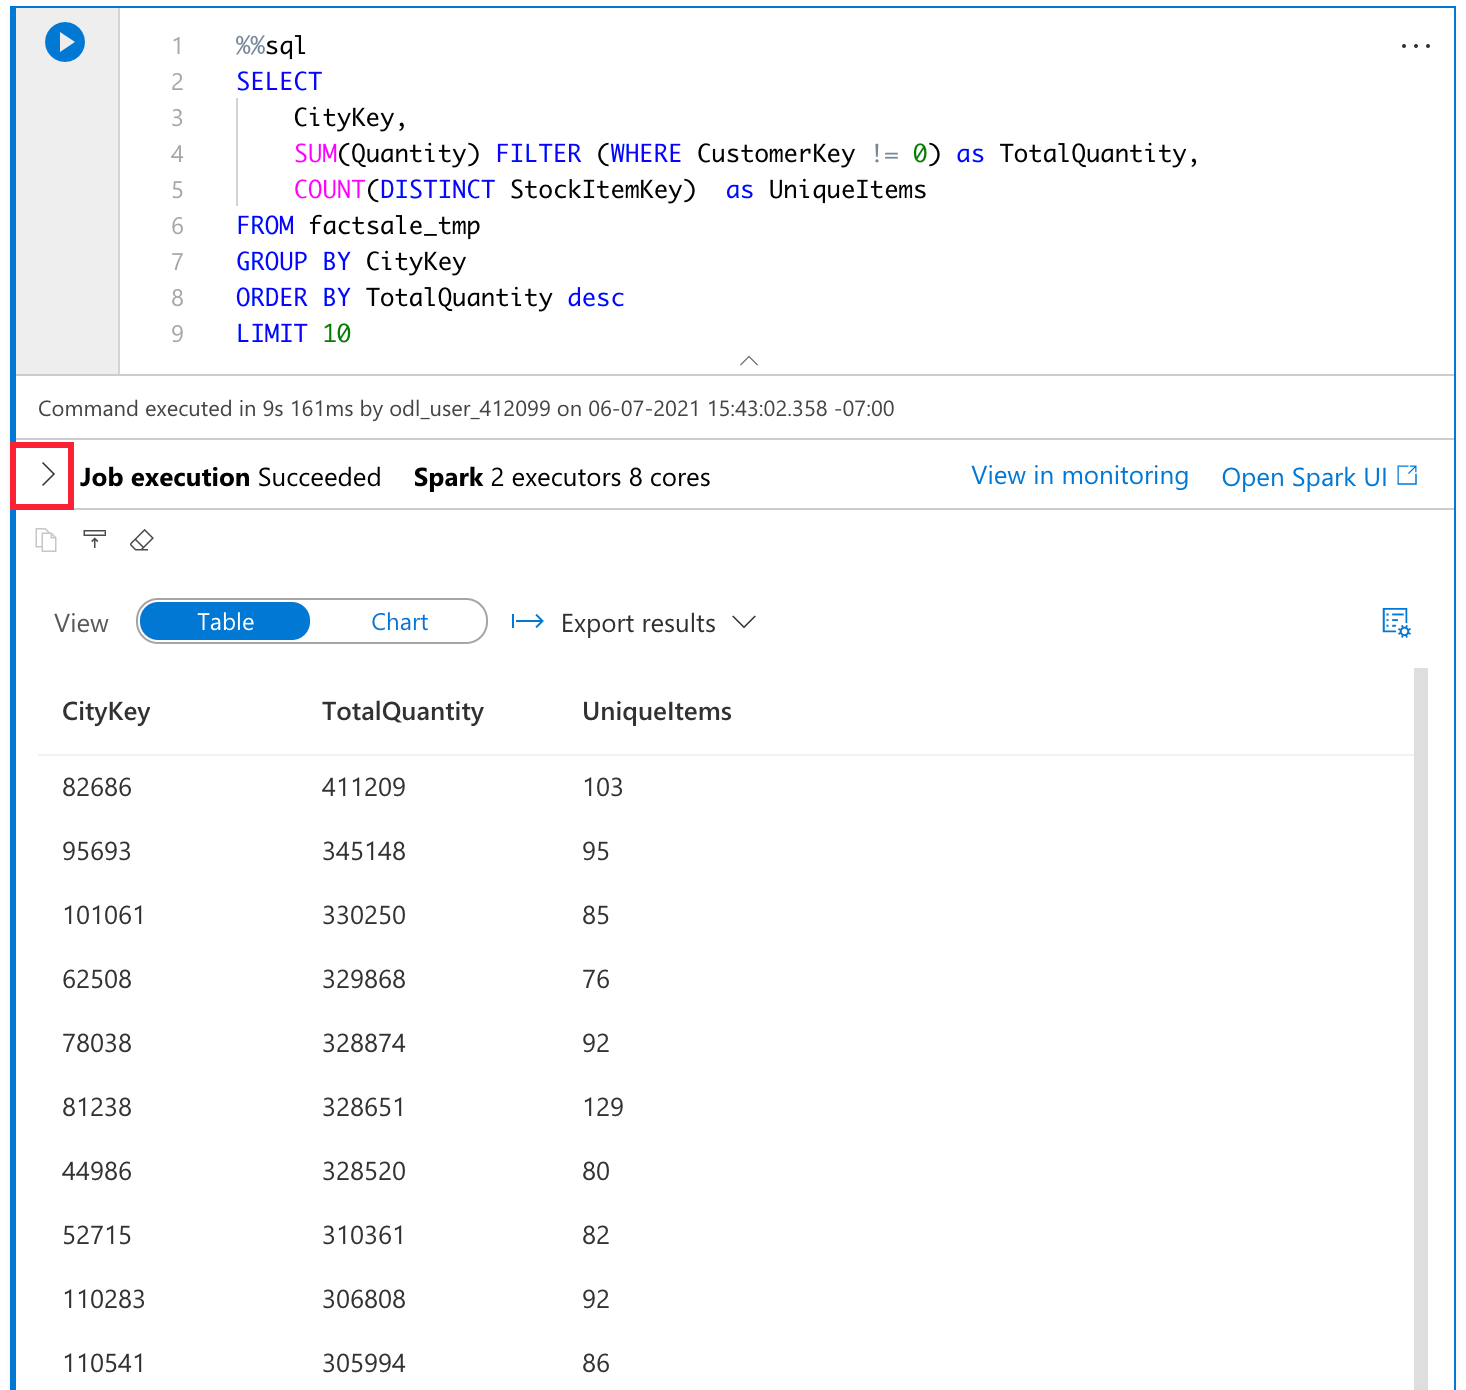 1 %%sql
2 SELECT
3 CityKey,
4 SUM(Quantity) FILTER (WHERE CustomerKey != 0) as TotalQuantity,
5 COUNT(DISTINCT StockItemKey)  as UniqueItems
6 FROM factsale_tmp
7 GROUP BY CityKey
8 ORDER BY TotalQuantity desc
9 LIMIT 10
Command executed in 9s 161ms by odl_user_412099 on 06-07-2021 15:43:02.358 -07:00
Job execution Succeeded Spark 2 executors 8 cores View in monitoring Open Spark UI
View Table Chart Export results
CityKey TotalQuantity UniqueItems
82686 411209 103
95693 345148 95
101061 330250 85
62508 329868 76
78038 328874 92
81238 328651 129
44986 328520 80
52715 310361 82
110283 306808 92
110541 305994 86